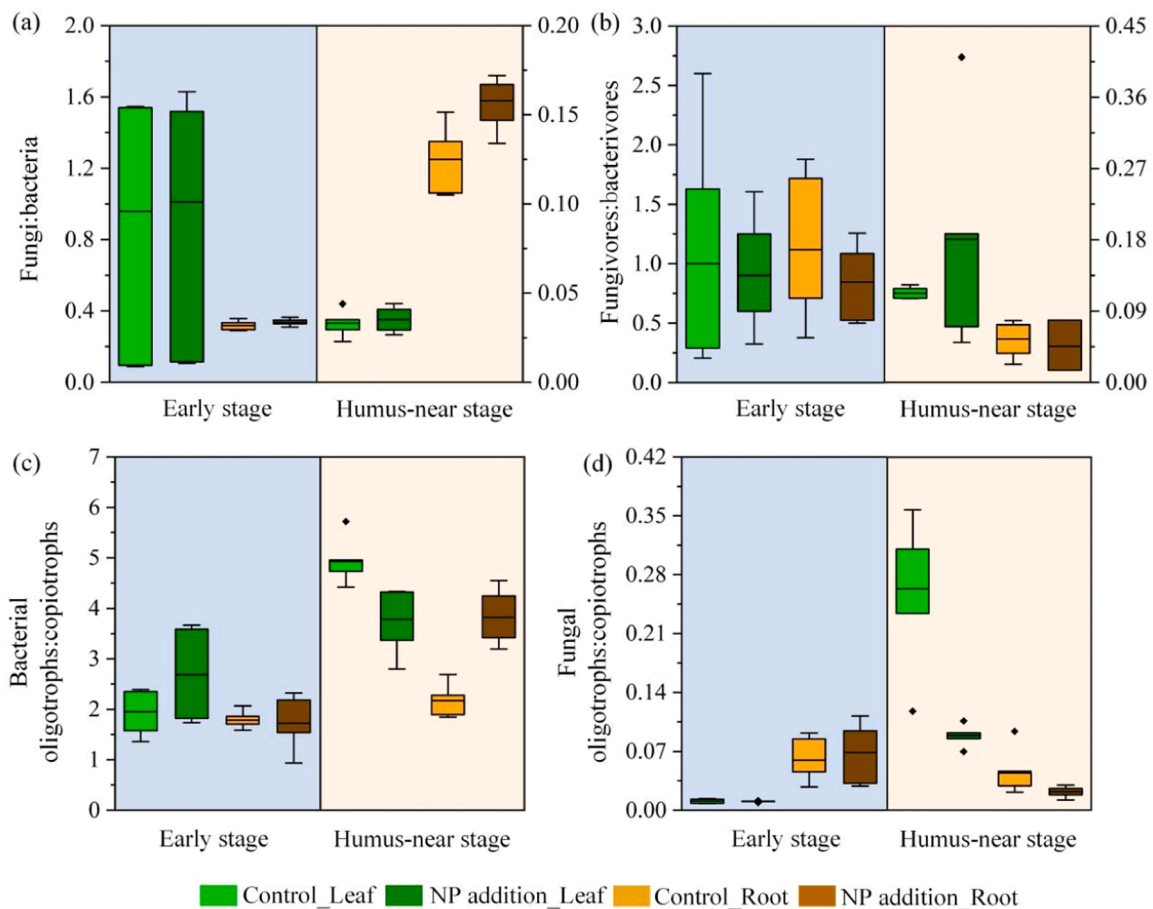 (a)
2.0
1.6
1.2
0.8
0.4
0.0
Fungi:bacteria
0.20
0.15
0.10
0.05
0.00
Early stage
Humus-near stage
(b)
3.0
2.5
2.0
1.5
1.0
0.5
0.0
Fungivores:bacterivores
0.45
0.36
0.27
0.18
0.09
0.00
Early stage
Humus-near stage
(c)
7
6
5
4
3
2
1
0
Bacterial
oligotrophs:copiotrophs
Early stage
Humus-near stage
(d)
0.42
0.35
0.28
0.21
0.14
0.07
0.00
Fungal
oligotrophs:copiotrophs
Early stage
Humus-near stage
Control_Leaf NP addition_Leaf Control_Root NP addition_Root